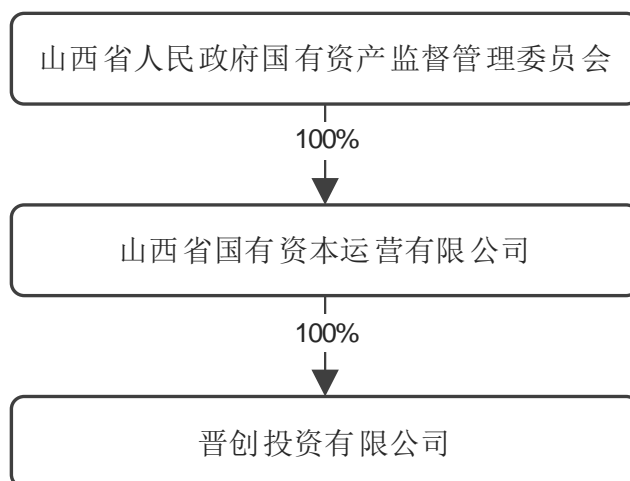 山西省人民政府国有资产监督管理委员会
100%
山西省国有资本运营有限公司
100%
晋创投资有限公司